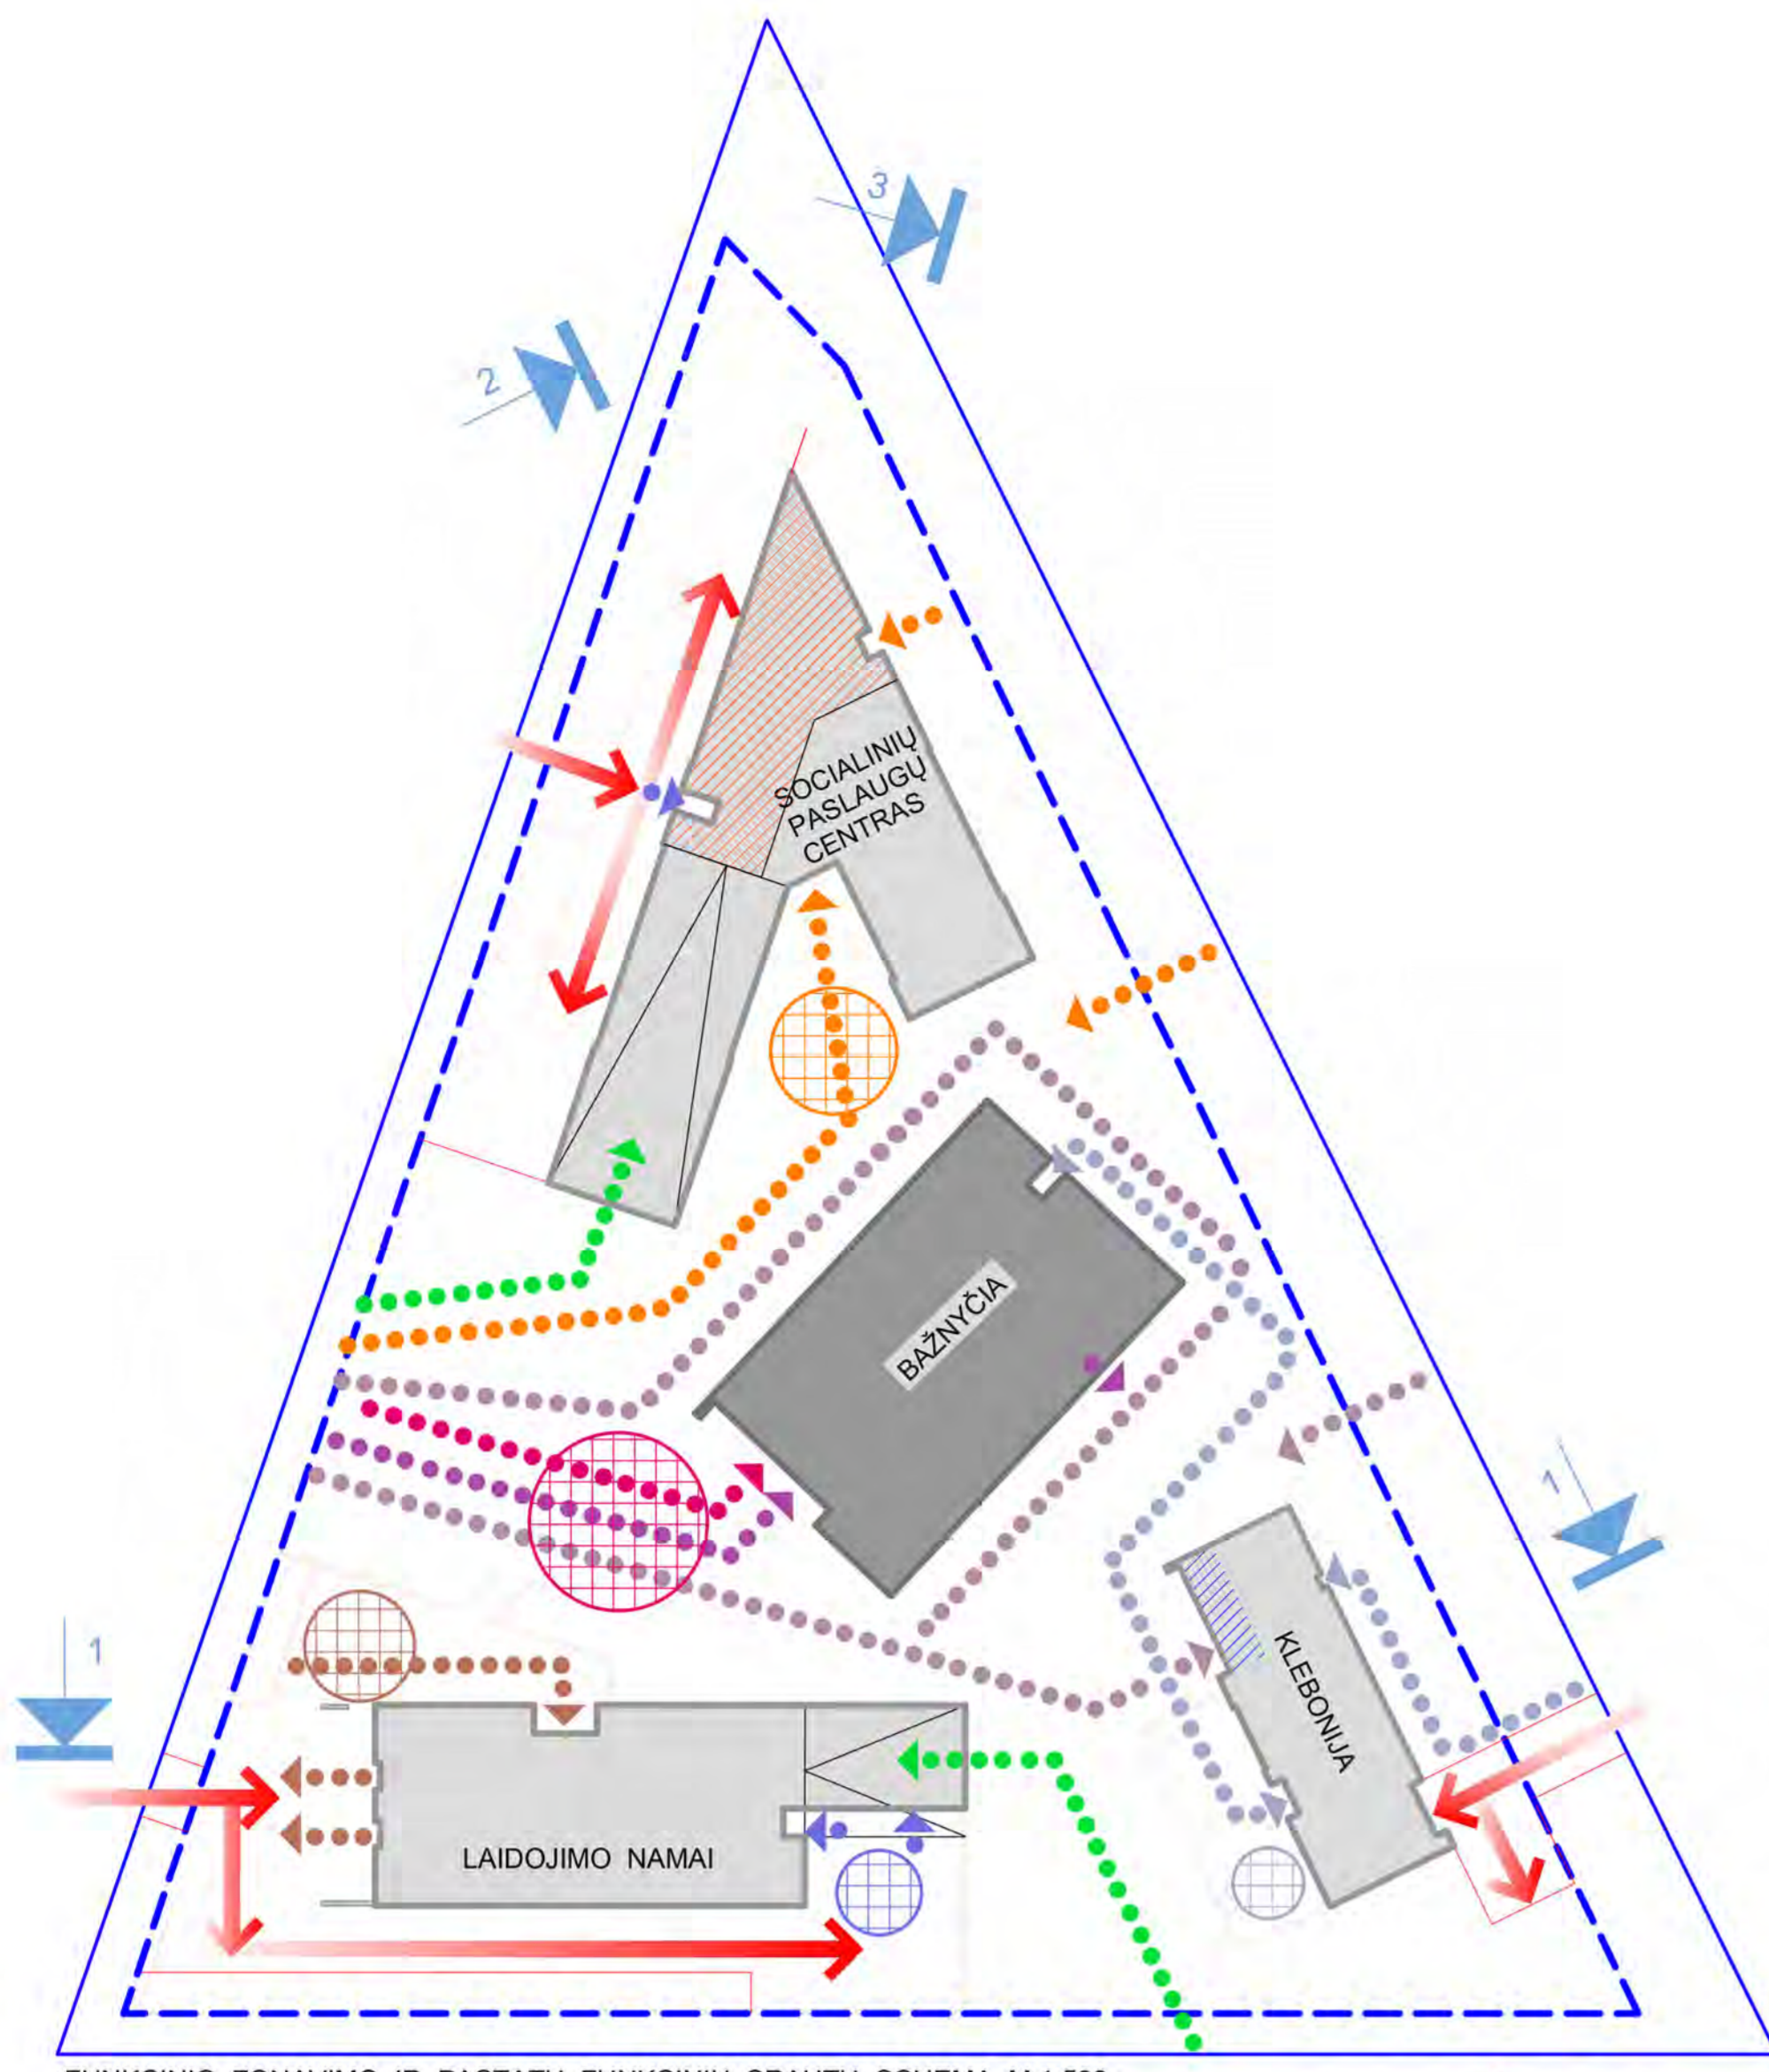 3
2
SOCIALINIŲ
PASLAUGŲ
CENTRAS
BAŽNYČIA
1
KLEBONIJA
1
LAIDOJIMO NAMAI